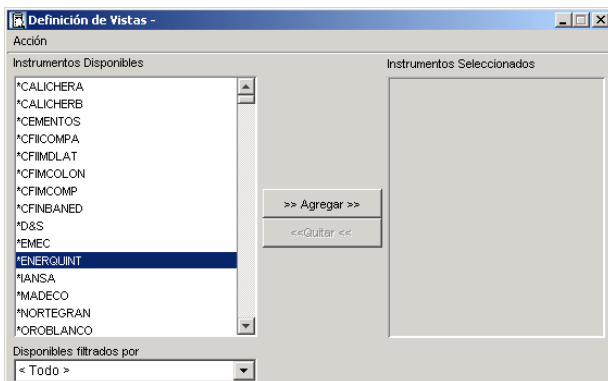 Definición de Vistas -
Acción
Instrumentos Disponibles
Instrumentos Seleccionados
*CALICHERA
*CALICHERB
*CEMENTOS
*CFIICOMPA
*CFIIMDLAT
*CFIMCOLON
*CFIMCOMP
*CFINBANED
*D&S
*EMEC
*ENERQUINT
*IANSA
*MADECO
*NORTEGRAN
*OROBLANCO
>> Agregar >>
<<Quitar <<
Disponibles filtrados por
< Todo >